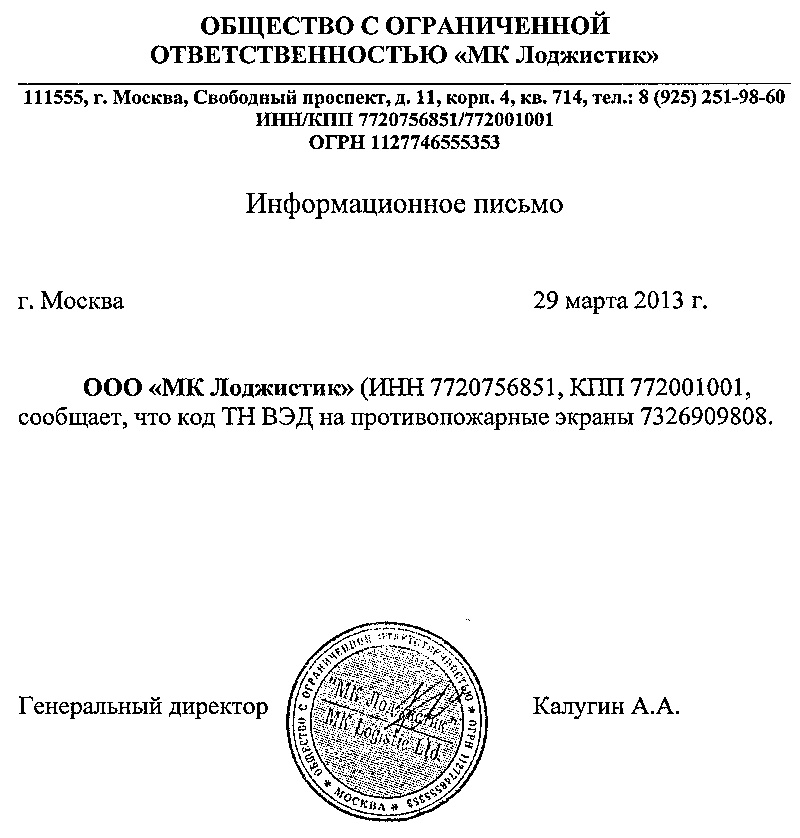 ОБЩЕСТВО С ОГРАНИЧЕННОЙ
ОТВЕТСТВЕННОСТЬЮ «МК Лоджистик»
111555, г. Москва, Свободный проспект, д. 11, корп. 4, кв. 714, тел.: 8 (925) 251-98-60
ИНН/КПП 7720756851/772001001
ОГРН 1127746555353
Информационное письмо
г. Москва 29 марта 2013 г.
ООО «МК Лоджистик» (ИНН 7720756851, КПП 772001001,
сообщает, что код ТН ВЭД на противопожарные экраны 7326909808.
Генеральный директор Калугин А.А.
ОБЩЕСТВО С ОГРАНИЧЕННОЙ ОТВЕТСТВЕННОСТЬЮ * ОГРН 1127746555353 * МОСКВА *
"МК Лоджистик"
MK Logistic Ltd.